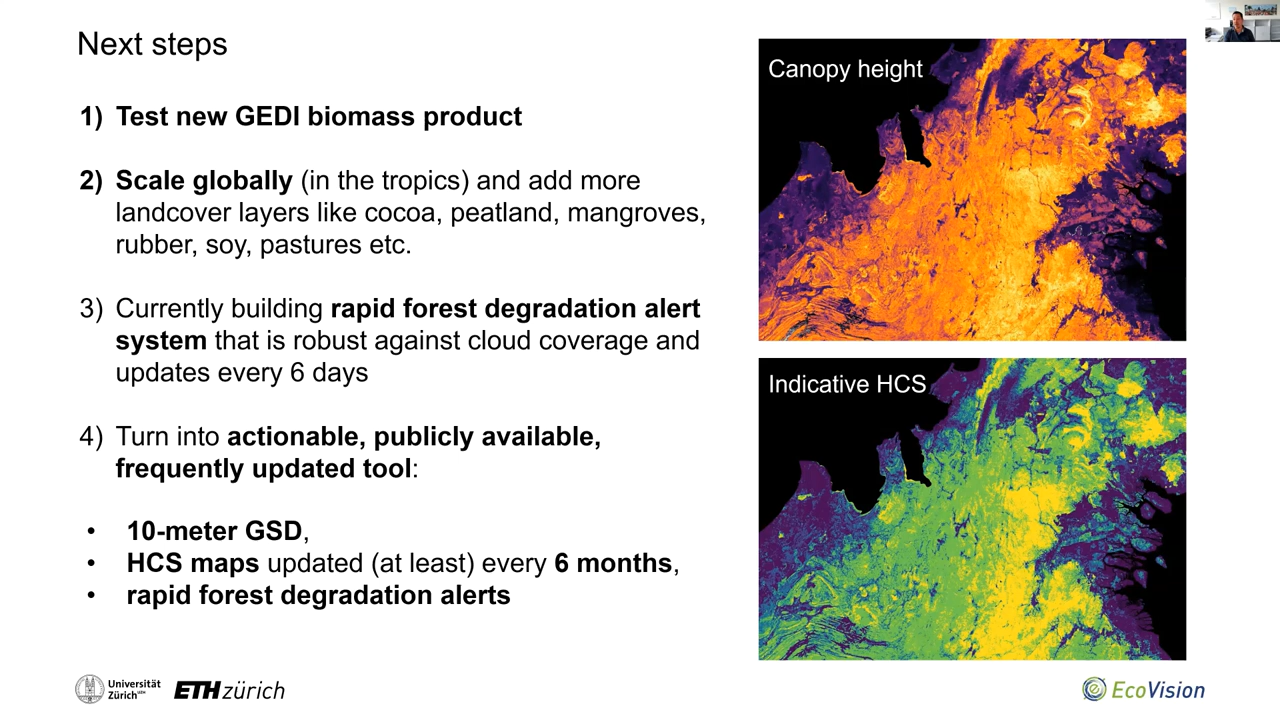 Next steps
1) Test new GEDI biomass product
2) Scale globally (in the tropics) and add more
landcover layers like cocoa, peatland, mangroves,
rubber, soy, pastures etc.
3) Currently building rapid forest degradation alert
system that is robust against cloud coverage and
updates every 6 days
4) Turn into actionable, publicly available,
frequently updated tool:
• 10-meter GSD,
• HCS maps updated (at least) every 6 months,
• rapid forest degradation alerts
Canopy height
Indicative HCS
Universität
Zürich UZH
ETH zürich
EcoVision